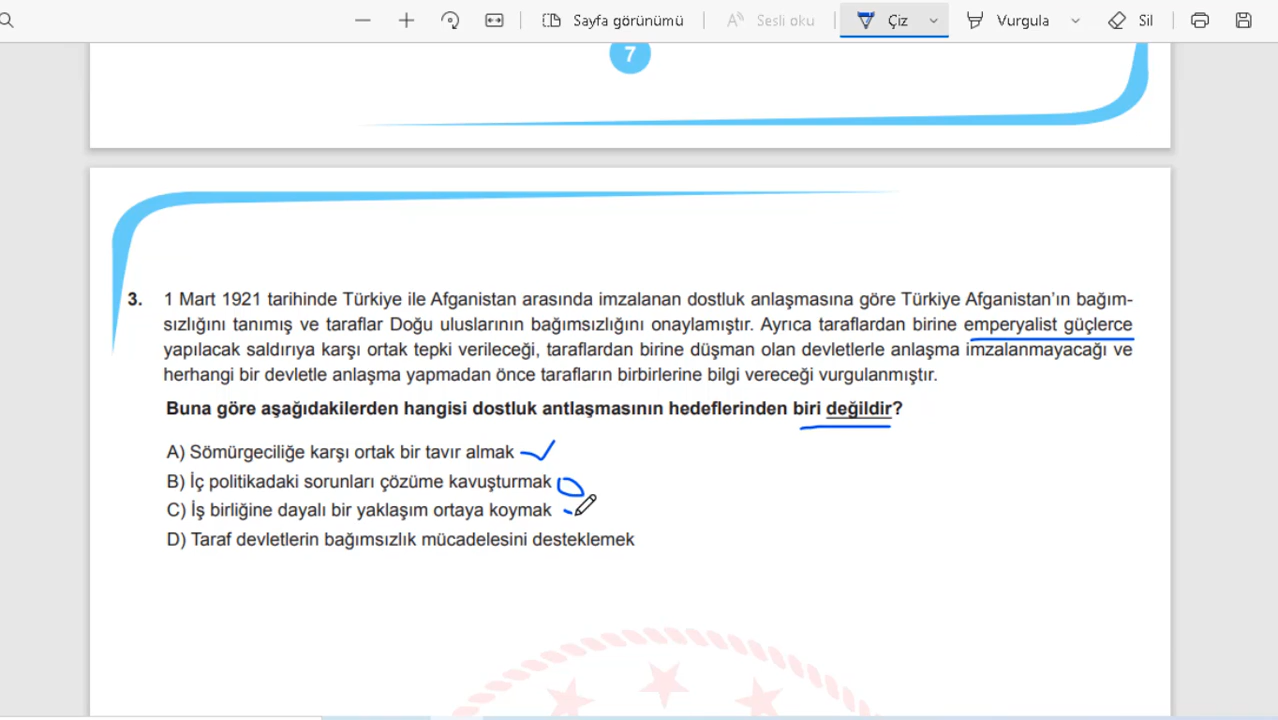 Sayfa görünümü
Sesli oku
Çiz
Vurgula
Sil
7
3. 1 Mart 1921 tarihinde Türkiye ile Afganistan arasında imzalanan dostluk anlaşmasına göre Türkiye Afganistan’ın bağım-
sızlığını tanımış ve taraflar Doğu uluslarının bağımsızlığını onaylamıştır. Ayrıca taraflardan birine emperyalist güçlerce
yapılacak saldırıya karşı ortak tepki verileceği, taraflardan birine düşman olan devletlerle anlaşma imzalanmayacağı ve
herhangi bir devletle anlaşma yapmadan önce tarafların birbirlerine bilgi vereceği vurgulanmıştır.
Buna göre aşağıdakilerden hangisi dostluk antlaşmasının hedeflerinden biri değildir?
A) Sömürgeciliğe karşı ortak bir tavır almak
B) İç politikadaki sorunları çözüme kavuşturmak
C) İş birliğine dayalı bir yaklaşım ortaya koymak
D) Taraf devletlerin bağımsızlık mücadelesini desteklemek